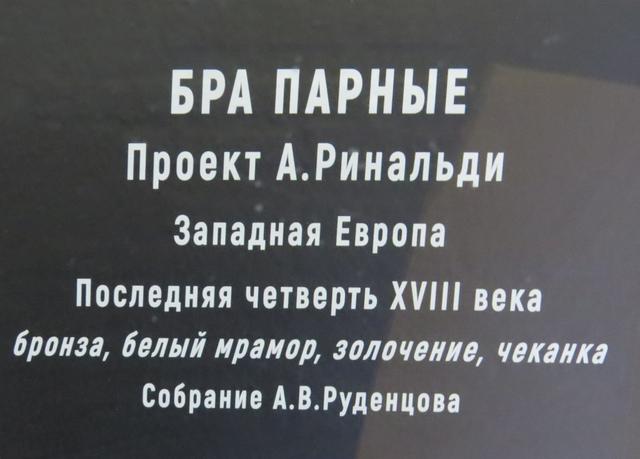 БРА ПАРНЫЕ
Проект А.Ринальди
Западная Европа
Последняя четверть XVIII века
бронза, белый мрамор, золочение, чеканка
Собрание А.В.Руденцова